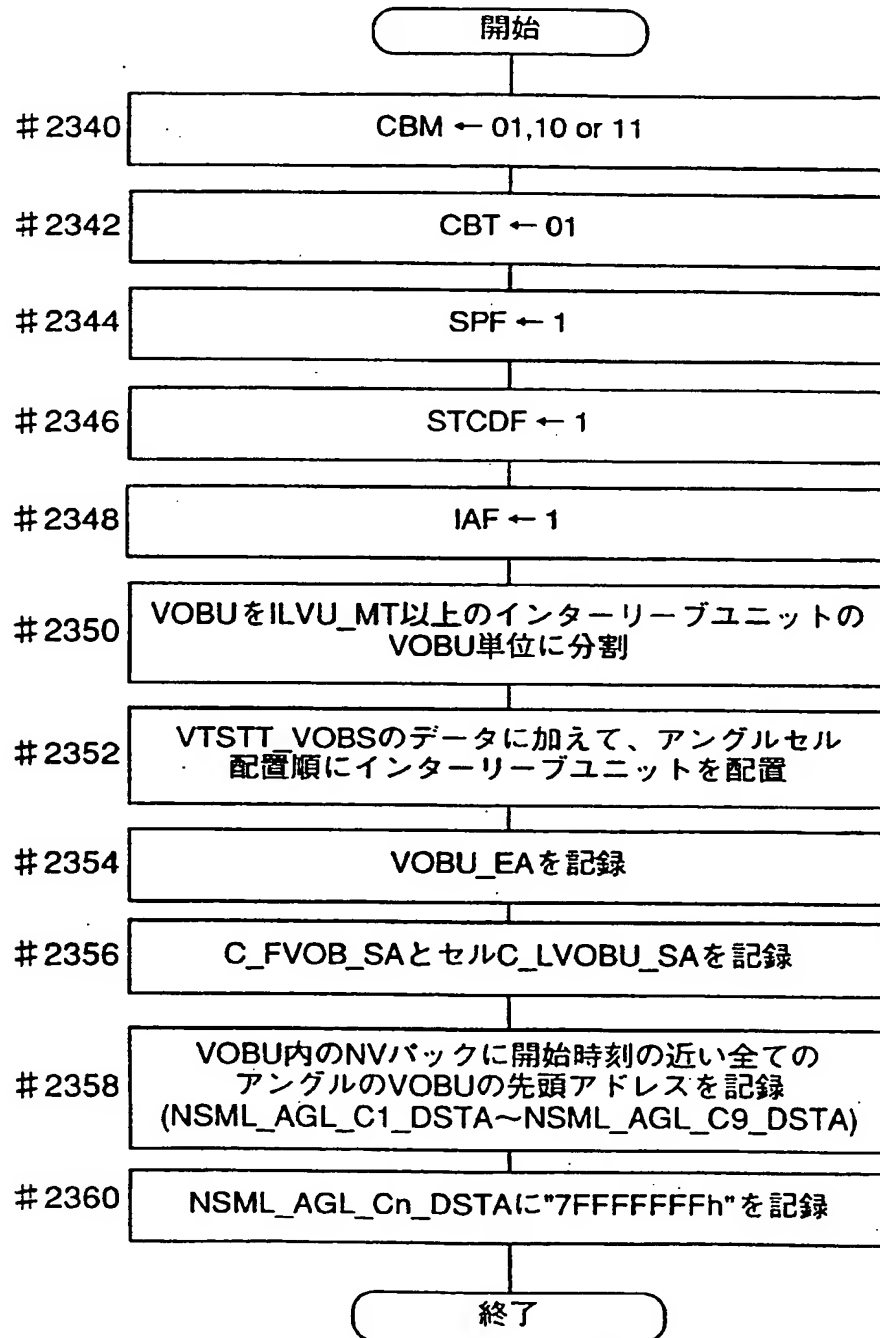 開始
#2340
CBM ← 01,10 or 11
#2342
CBT ← 01
#2344
SPF ← 1
#2346
STCDF ← 1
#2348
IAF ← 1
#2350
VOBUをILVU_MT以上のインターリーブユニットの
VOBU単位に分割
#2352
VTSTT_VOBSのデータに加えて、アングルセル
配置順にインターリーブユニットを配置
#2354
VOBU_EAを記録
#2356
C_FVOB_SAとセルC_LVOBU_SAを記録
#2358
VOBU内のNVパックに開始時刻の近い全ての
アングルのVOBUの先頭アドレスを記録
(NSML_AGL_C1_DSTA～NSML_AGL_C9_DSTA)
#2360
NSML_AGL_Cn_DSTAに"7FFFFFFFh"を記録
終了